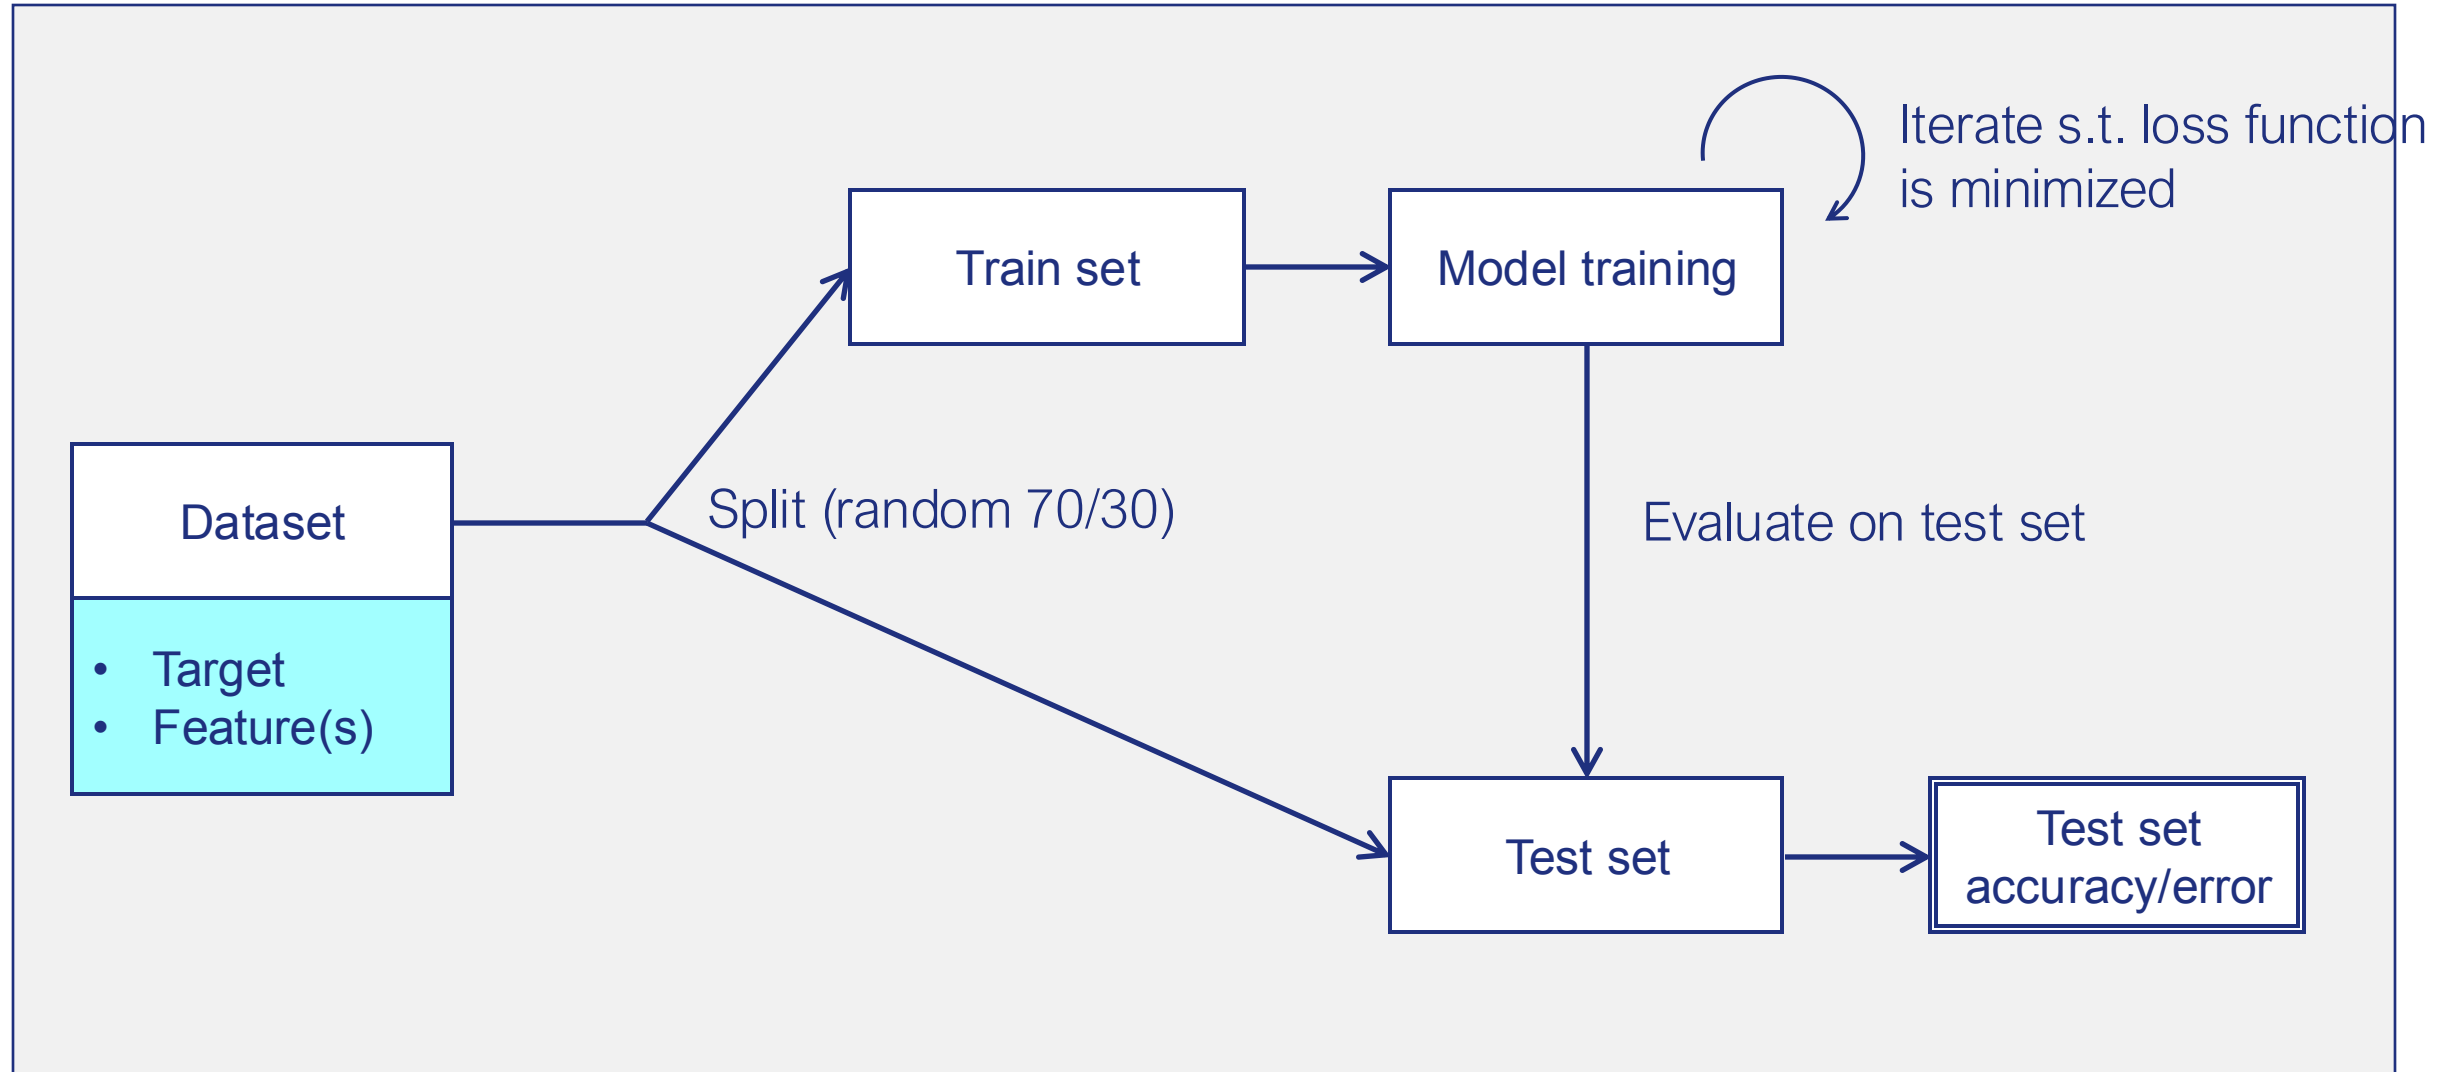 Iterate s.t. loss function
is minimized
Train set
Model training
Dataset
Split (random 70/30)
Evaluate on test set
• Target
• Feature(s)
Test set
Test set
accuracy/error